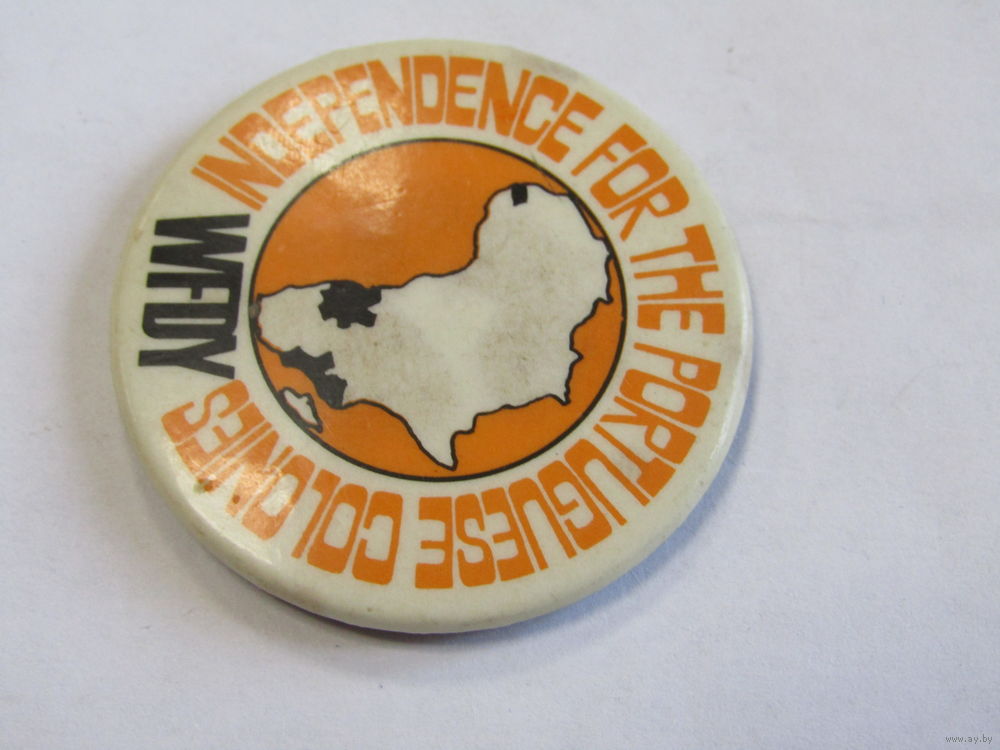 INDEPENDENCE FOR THE PORTUGUESE COLONIES
WFDY
www.ay.by